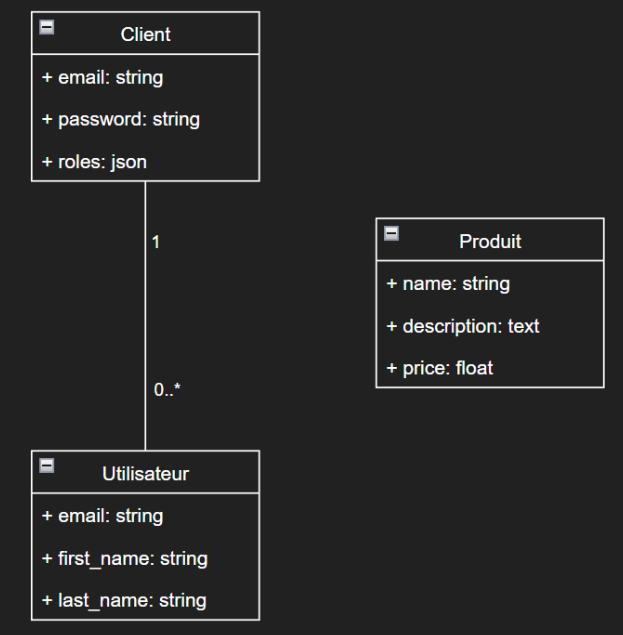 Client
+ email: string
+ password: string
+ roles: json
1
0..*
Utilisateur
+ email: string
+ first_name: string
+ last_name: string
Produit
+ name: string
+ description: text
+ price: float